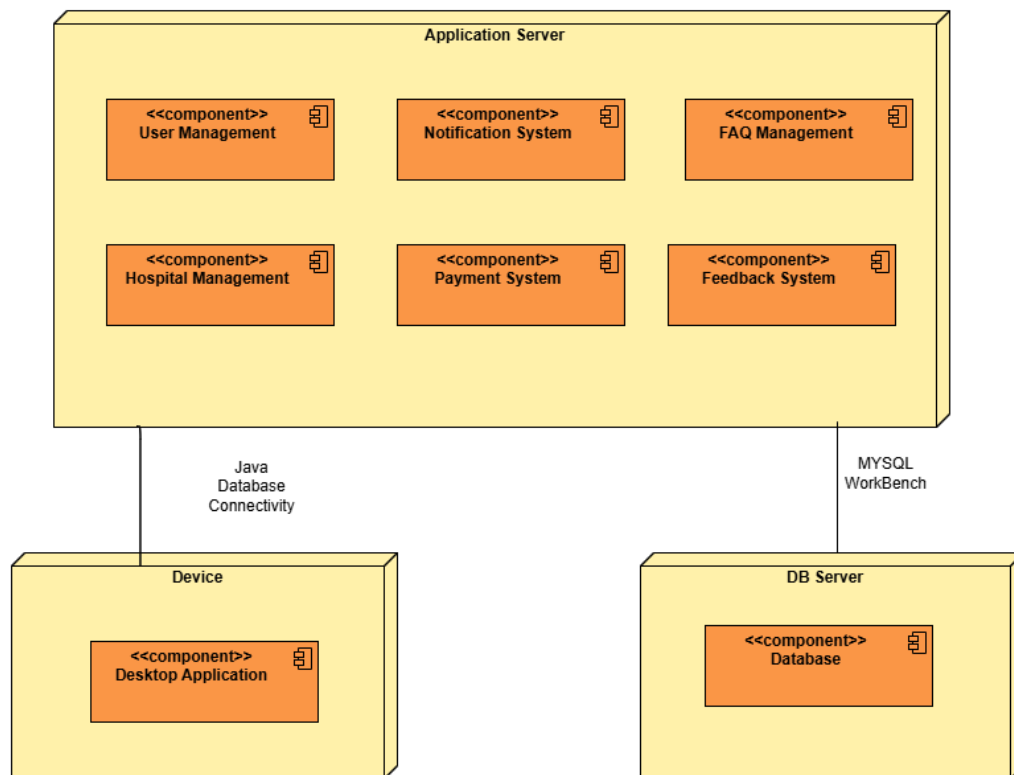 Application Server
<<component>>
User Management
<<component>>
Notification System
<<component>>
FAQ Management
<<component>>
Hospital Management
<<component>>
Payment System
<<component>>
Feedback System
Java
Database
Connectivity
MYSQL
WorkBench
Device
<<component>>
Desktop Application
DB Server
<<component>>
Database